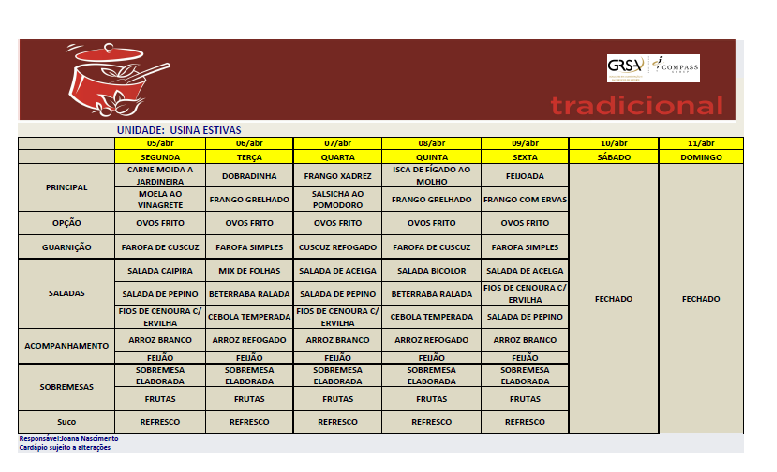 GRSA
COMPASS
GROUP
tradicional
UNIDADE: USINA ESTIVAS
05/abr 06/abr 07/abr 08/abr 09/abr 10/abr 11/abr
SEGUNDA TERÇA QUARTA QUINTA SEXTA SÁBADO DOMINGO
PRINCIPAL
CARNE MOIDA A JARDINEIRA DOBRADINHA FRANGO XADREZ ISCA DE FÍGADO AO MOLHO FEIJOADA
MOELA AO VINAGRETE FRANGO GRELHADO SALSICHA AO POMODORO FRANGO GRELHADO FRANGO COM ERVAS
OPÇÃO OVOS FRITO OVOS FRITO OVOS FRITO OVOS FRITO OVOS FRITO
GUARNIÇÃO FAROFA DE CUSCUZ FAROFA SIMPLES CUSCUZ REFOGADO FAROFA DE CUSCUZ FAROFA SIMPLES
SALADAS
SALADA CAIPIRA MIX DE FOLHAS SALADA DE ACELGA SALADA BICOLOR SALADA DE ACELGA
SALADA DE PEPINO BETERRABA RALADA SALADA DE PEPINO BETERRABA RALADA FIOS DE CENOURA C/ ERVILHA
FIOS DE CENOURA C/ ERVILHA CEBOLA TEMPERADA FIOS DE CENOURA C/ ERVILHA CEBOLA TEMPERADA SALADA DE PEPINO
FECHADO FECHADO
ACOMPANHAMENTO
ARROZ BRANCO ARROZ REFOGADO ARROZ BRANCO ARROZ REFOGADO ARROZ BRANCO
FEIJÃO FEIJÃO FEIJÃO FEIJÃO FEIJÃO
SOBREMESAS
SOBREMESA ELABORADA SOBREMESA ELABORADA SOBREMESA ELABORADA SOBREMESA ELABORADA SOBREMESA ELABORADA
FRUTAS FRUTAS FRUTAS FRUTAS FRUTAS
Suco REFRESCO REFRESCO REFRESCO REFRESCO REFRESCO
Responsável:Joana Nascimento
Cardápio sujeito a alterações